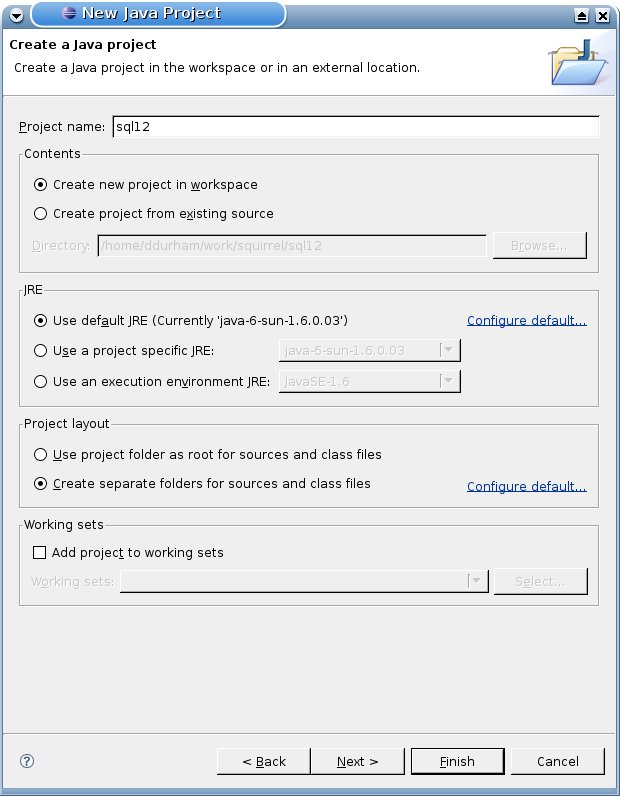 New Java Project
Create a Java project
Create a Java project in the workspace or in an external location.
Project name: sql12
Contents
Create new project in workspace
Create project from existing source
Directory: /home/ddurham/work/squirrel/sql12 Browse...
JRE
Use default JRE (Currently 'java-6-sun-1.6.0.03') Configure default...
Use a project specific JRE: java-6-sun-1.6.0.03
Use an execution environment JRE: JavaSE-1.6
Project layout
Use project folder as root for sources and class files
Create separate folders for sources and class files Configure default...
Working sets
Add project to working sets
Working sets: Select...
? < Back Next > Finish Cancel